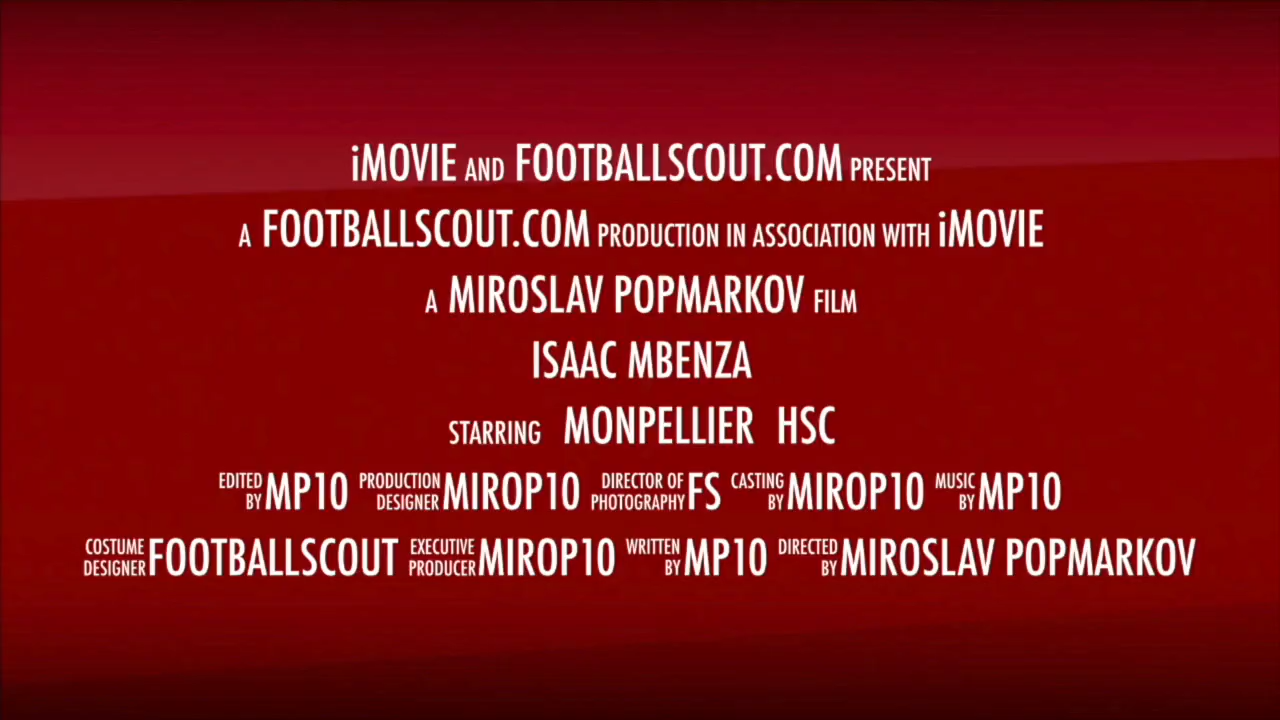 iMOVIE AND FOOTBALLSCOUT.COM PRESENT
A FOOTBALLSCOUT.COM PRODUCTION IN ASSOCIATION WITH iMOVIE
A MIROSLAV POPMARKOV FILM
ISAAC MBENZA
STARRING MONPELLIER HSC
EDITED BY MP10 PRODUCTION DESIGNER MIROP10 DIRECTOR OF PHOTOGRAPHY FS CASTING BY MIROP10 MUSIC BY MP10
COSTUME DESIGNER FOOTBALLSCOUT EXECUTIVE PRODUCER MIROP10 WRITTEN BY MP10 DIRECTED BY MIROSLAV POPMARKOV